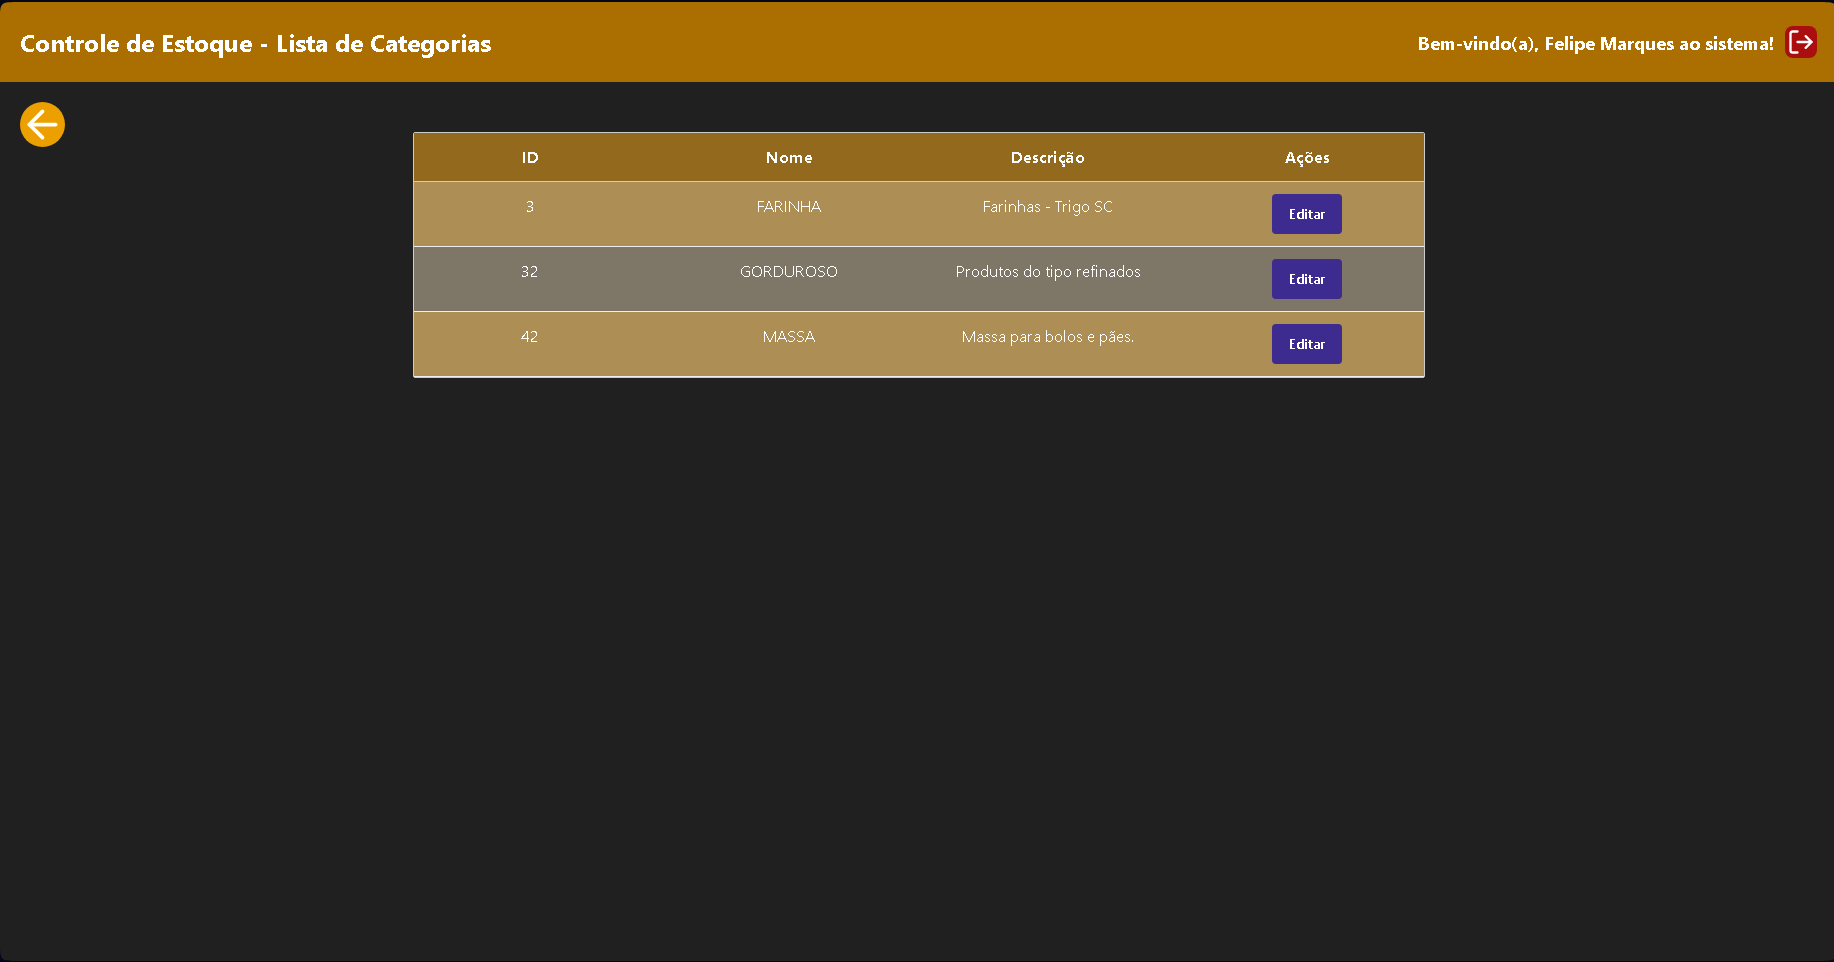 Controle de Estoque - Lista de Categorias
Bem-vindo(a), Felipe Marques ao sistema!
ID Nome Descrição Ações
3 FARINHA Farinhas - Trigo SC Editar
32 GORDUROSO Produtos do tipo refinados Editar
42 MASSA Massa para bolos e pães. Editar